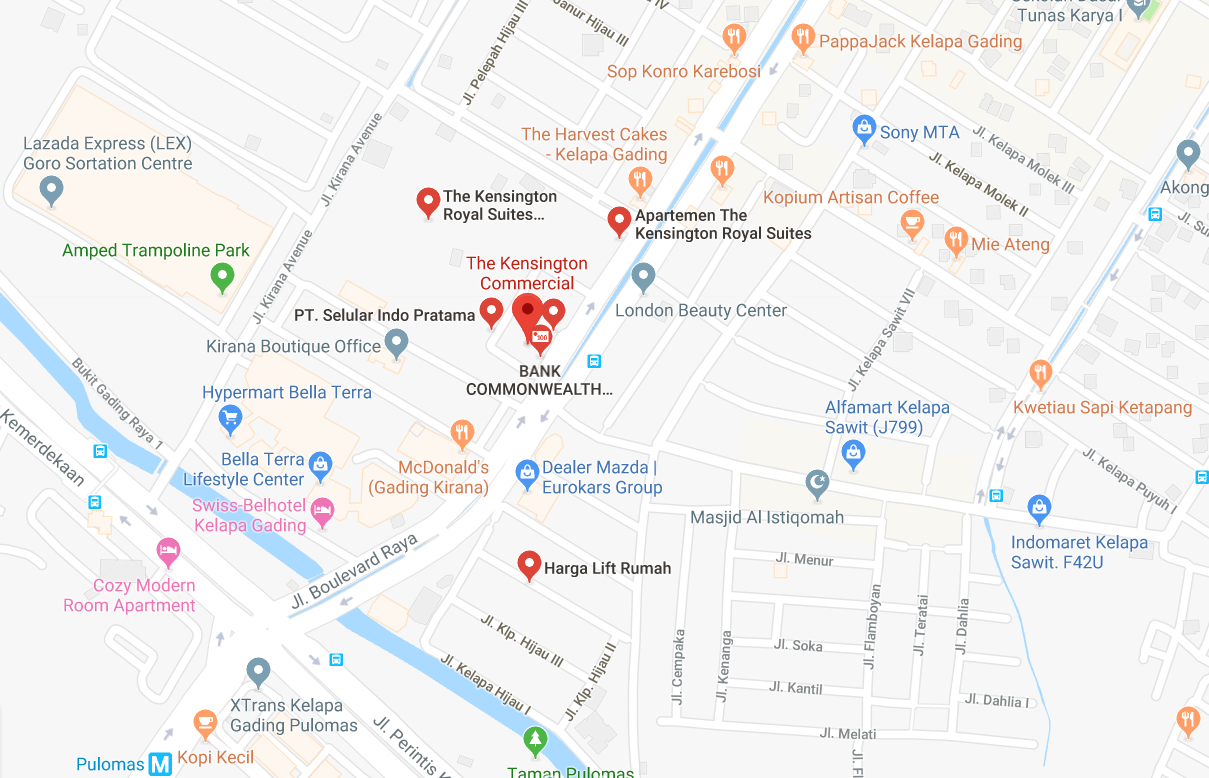 Janur Hijau III
IV
Sekolah Dasar
Tunas Karya I
Jl. Pelepah Hijau III
PappaJack Kelapa Gading
Sop Konro Karebosi
Lazada Express (LEX)
Goro Sortation Centre
Jl. Kirana Avenue
The Harvest Cakes
- Kelapa Gading
Sony MTA
Jl. Kelapa Molek III
Jl. Kelapa Molek II
Akong
The Kensington
Royal Suites...
Kopium Artisan Coffee
Apartemen The
Kensington Royal Suites
Mie Ateng
Amped Trampoline Park
Jl. Kirana Avenue
The Kensington
Commercial
PT. Selular Indo Pratama
London Beauty Center
Kirana Boutique Office
100
Jl. Kelapa Sawit VII
BANK
COMMONWEALTH...
Bukit Gading Raya 1
Hypermart Bella Terra
Kwetiau Sapi Ketapang
Alfamart Kelapa
Sawit (J799)
Kemerdekaan
Bella Terra
Lifestyle Center
McDonald's
(Gading Kirana)
Dealer Mazda |
Eurokars Group
Jl. Kelapa Puyuh I
Swiss-Belhotel
Kelapa Gading
Masjid Al Istiqomah
Indomaret Kelapa
Sawit. F42U
Jl. Boulevard Raya
Harga Lift Rumah
Jl. Menur
Cozy Modern
Room Apartment
Jl. Klp. Hijau III
Jl. Klp. Hijau II
Jl. Kelapa Hijau I
Jl. Cempaka
Jl. Kenanga
Jl. Soka
Jl. Kantil
Jl. Flamboyan
Jl. Teratai
Jl. Dahlia
Jl. Dahlia I
Jl. Melati
XTrans Kelapa
Gading Pulomas
Jl. Perintis K
Kopi Kecil
Pulomas M
Taman Pulomas